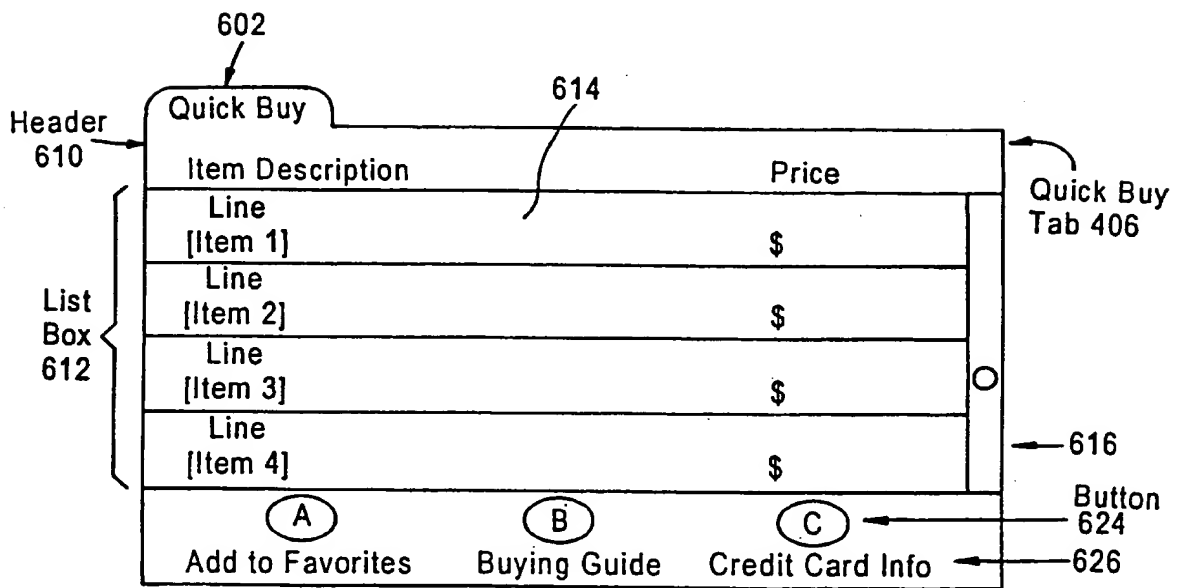 602
Quick Buy
614
Header
610
Item Description
Price
Quick Buy
Tab 406
Line
[Item 1]
$
Line
[Item 2]
$
List
Box
612
Line
[Item 3]
$
Line
[Item 4]
$
616
A
B
C
Button
624
Add to Favorites
Buying Guide
Credit Card Info
626